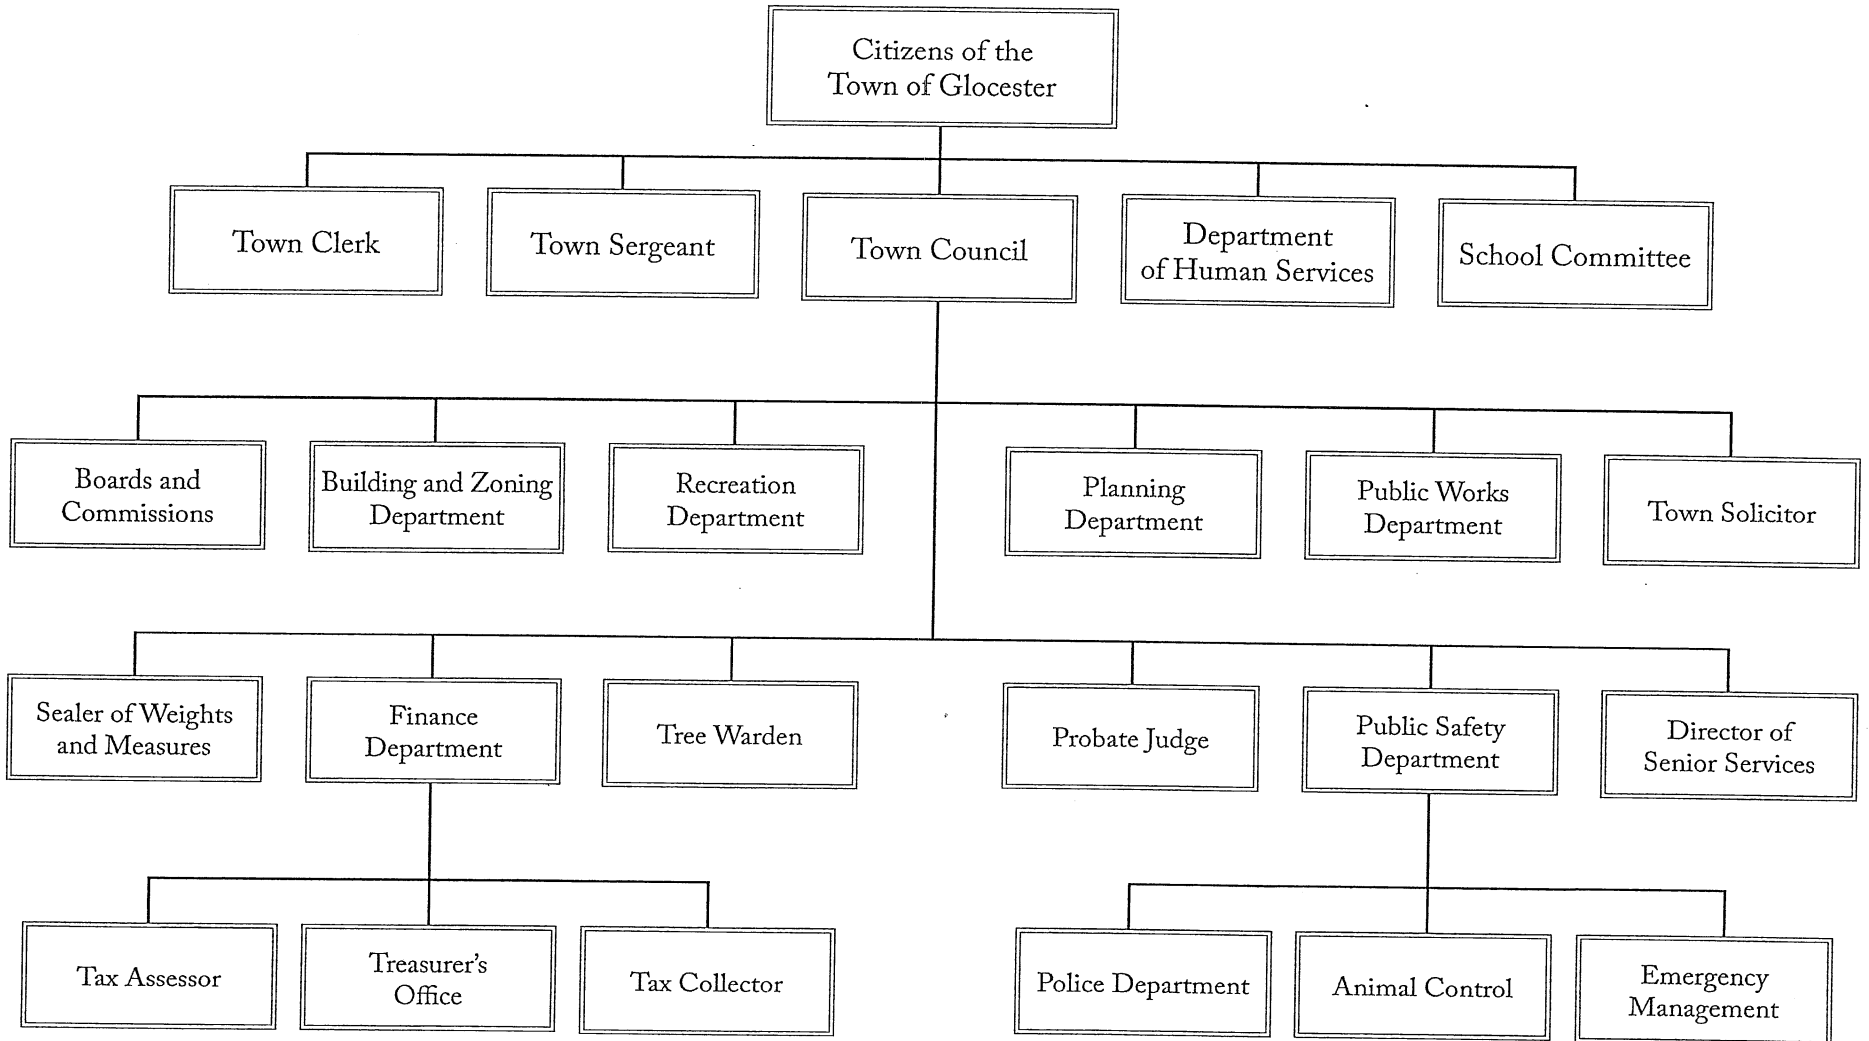 Citizens of the
Town of Glocester
Town Clerk
Town Sergeant
Town Council
Department
of Human Services
School Committee
Boards and
Commissions
Building and Zoning
Department
Recreation
Department
Planning
Department
Public Works
Department
Town Solicitor
Sealer of Weights
and Measures
Finance
Department
Tree Warden
Probate Judge
Public Safety
Department
Director of
Senior Services
Tax Assessor
Treasurer's
Office
Tax Collector
Police Department
Animal Control
Emergency
Management